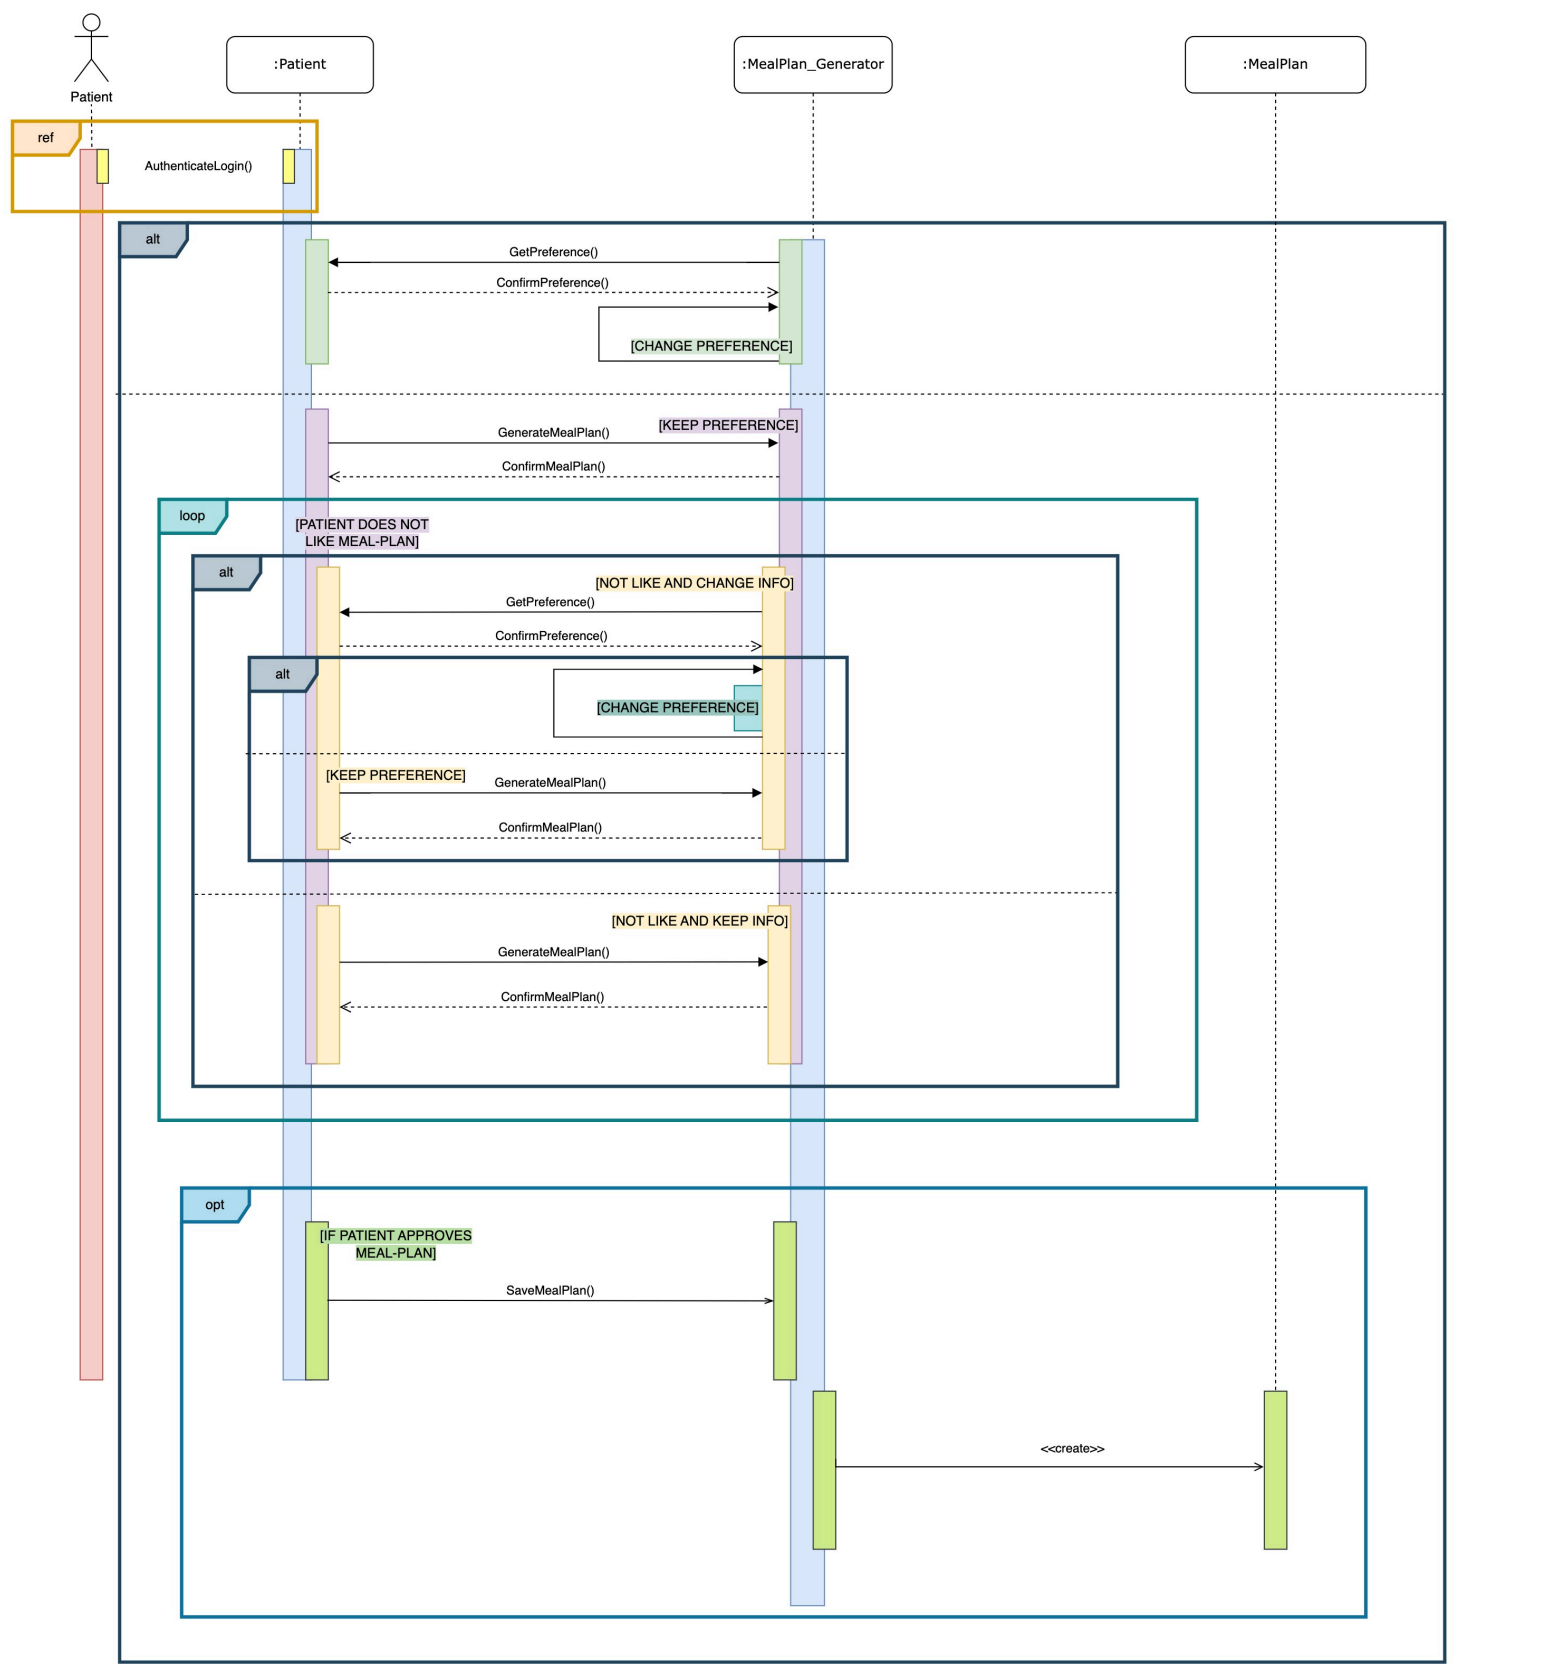 Patient
:Patient
:MealPlan_Generator
:MealPlan
ref
AuthenticateLogin()
alt
GetPreference()
ConfirmPreference()
[CHANGE PREFERENCE]
[KEEP PREFERENCE]
GenerateMealPlan()
ConfirmMealPlan()
loop
[PATIENT DOES NOT
LIKE MEAL-PLAN]
alt
[NOT LIKE AND CHANGE INFO]
GetPreference()
ConfirmPreference()
alt
[CHANGE PREFERENCE]
[KEEP PREFERENCE]
GenerateMealPlan()
ConfirmMealPlan()
[NOT LIKE AND KEEP INFO]
GenerateMealPlan()
ConfirmMealPlan()
opt
[IF PATIENT APPROVES
MEAL-PLAN]
SaveMealPlan()
<<create>>